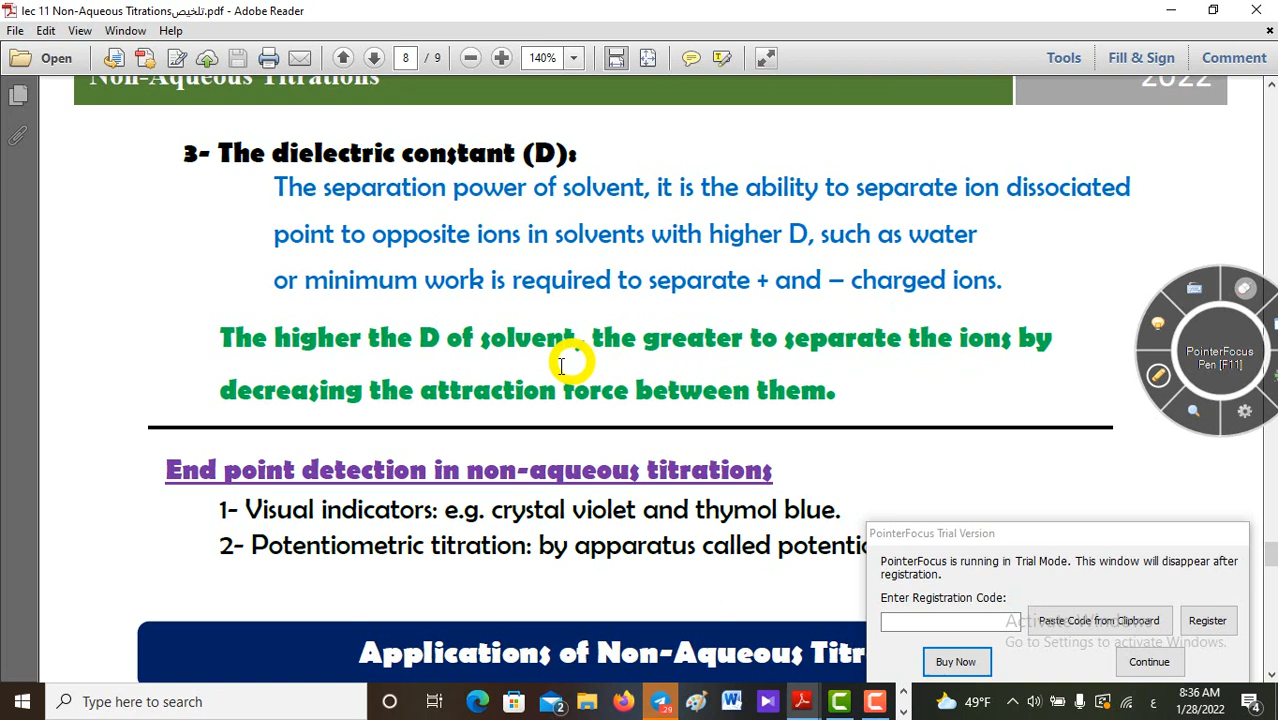 lec 11 Non-Aqueous Titrationsتلخيص.pdf - Adobe Reader
File Edit View Window Help
Open 8 / 9 140% Tools Fill & Sign Comment
Non-Aqueous Titrations 2022
3- The dielectric constant (D):
The separation power of solvent, it is the ability to separate ion dissociated
point to opposite ions in solvents with higher D, such as water
or minimum work is required to separate + and – charged ions.
The higher the D of solvent, the greater to separate the ions by
decreasing the attraction force between them.
PointerFocus
Pen [F11]
End point detection in non-aqueous titrations
1- Visual indicators: e.g. crystal violet and thymol blue.
2- Potentiometric titration: by apparatus called
Applications of Non-Aqueous
PointerFocus Trial Version
PointerFocus is running in Trial Mode. This window will disappear after
registration.
Enter Registration Code:
Paste Code from Clipboard Register
Activate Windows
Go to Settings to activate Windows.
Buy Now Continue
Type here to search 2 29 49°F ع 8:36 AM
1/28/2022 4